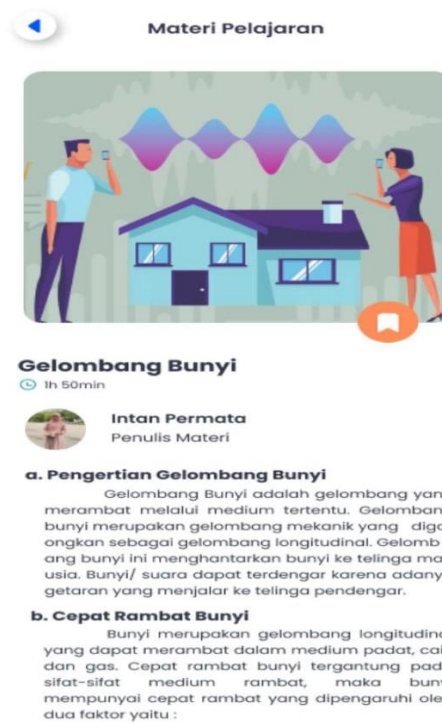 Materi Pelajaran
Gelombang Bunyi
1h 50min
Intan Permata
Penulis Materi
a. Pengertian Gelombang Bunyi
Gelombang Bunyi adalah gelombang yan
merambat melalui medium tertentu. Gelomban
bunyi merupakan gelombang mekanik yang digo
ongkan sebagai gelombang longitudinal. Gelomb
ang bunyi ini menghantarkan bunyi ke telinga ma
usia. Bunyi/ suara dapat terdengar karena adany
getaran yang menjalar ke telinga pendengar.
b. Cepat Rambat Bunyi
Bunyi merupakan gelombang longitudina
yang dapat merambat dalam medium padat, cai
dan gas. Cepat rambat bunyi tergantung pad
sifat-sifat medium rambat, maka buny
mempunyai cepat rambat yang dipengaruhi ole
dua faktor yaitu :